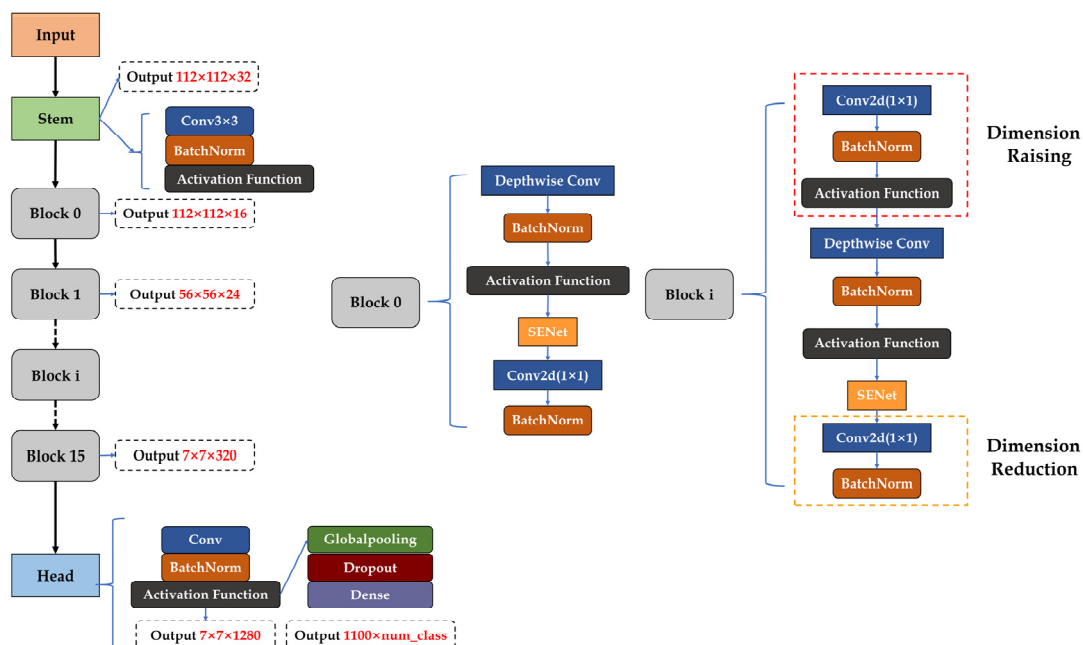 Input
Output 112×112×32
Stem
Conv3×3
BatchNorm
Activation Function
Block 0
Output 112×112×16
Block 1
Output 56×56×24
Block i
Block 15
Output 7×7×320
Head
Conv
BatchNorm
Activation Function
Output 7×7×1280
Globalpooling
Dropout
Dense
Output 1100×num_class
Block 0
Depthwise Conv
BatchNorm
Activation Function
SENet
Conv2d(1×1)
BatchNorm
Block i
Conv2d(1×1)
BatchNorm
Activation Function
Dimension
Raising
Depthwise Conv
BatchNorm
Activation Function
SENet
Conv2d(1×1)
BatchNorm
Dimension
Reduction